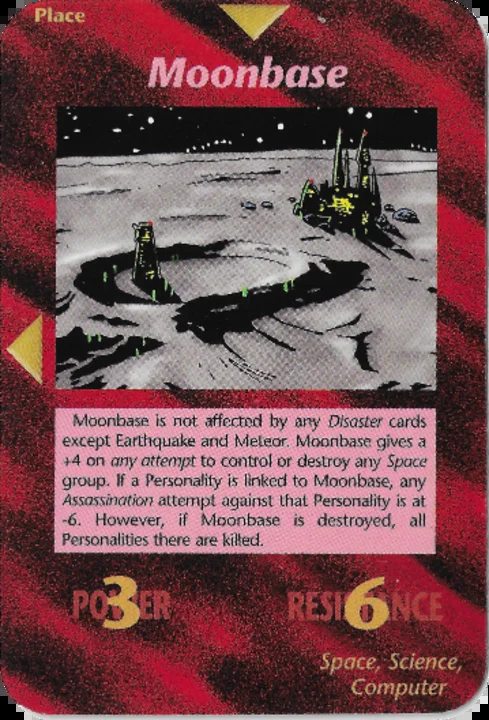 Place
Moonbase
Moonbase is not affected by any Disaster cards
except Earthquake and Meteor. Moonbase gives a
+4 on any attempt to control or destroy any Space
group. If a Personality is linked to Moonbase, any
Assassination attempt against that Personality is at
-6. However, if Moonbase is destroyed, all
Personalities there are killed.
POWER 3 RESISTANCE 6
Space, Science,
Computer